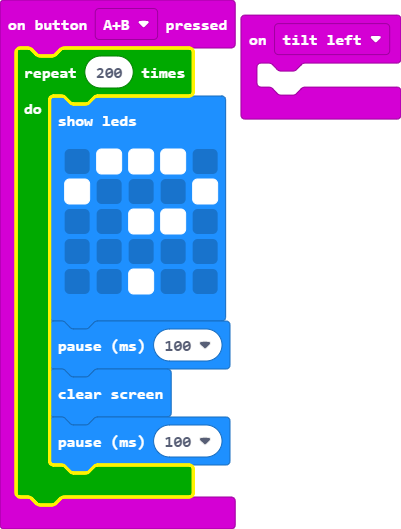 on button A+B pressed
repeat 200 times
do
show leds
pause (ms) 100
clear screen
pause (ms) 100
on tilt left